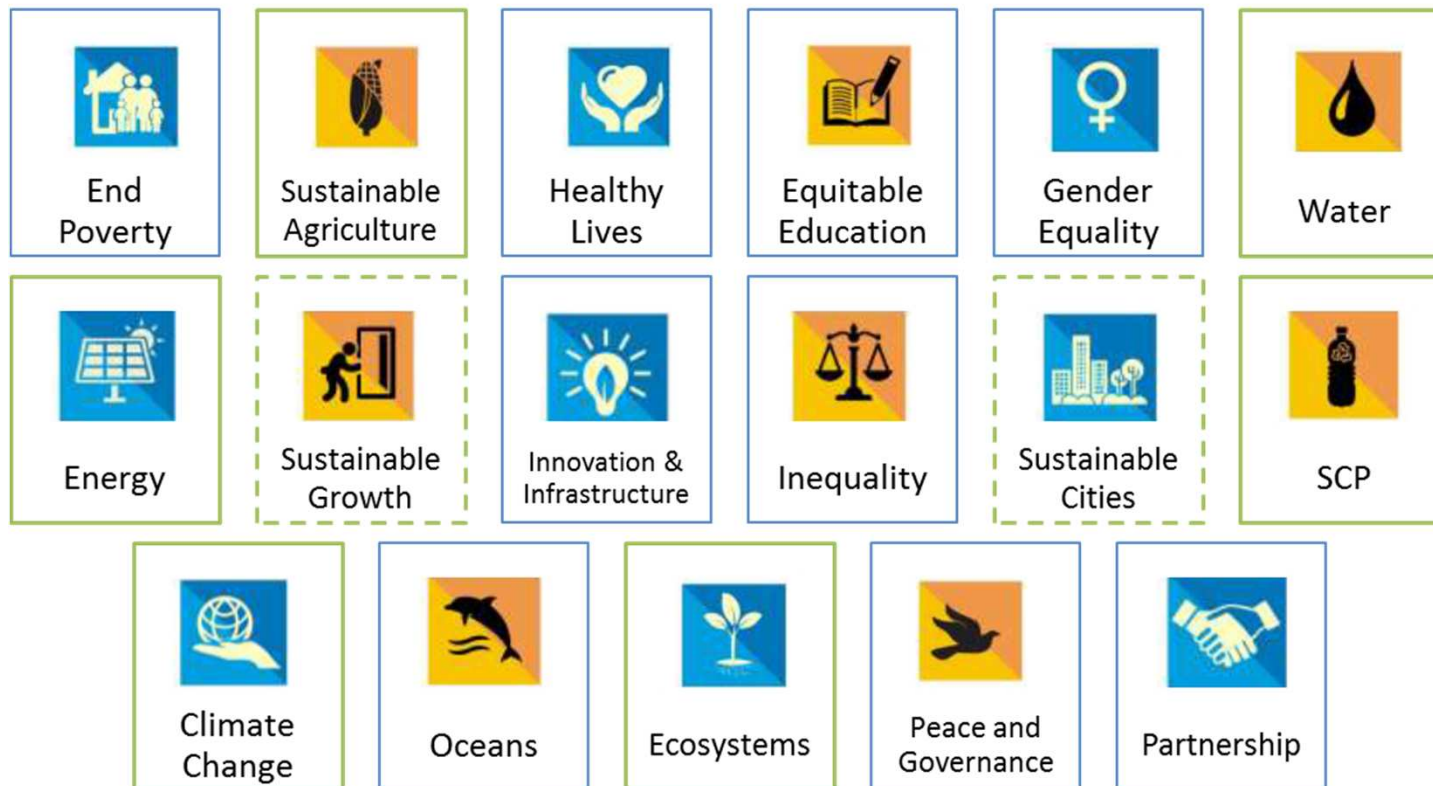 End
Poverty
Sustainable
Agriculture
Healthy
Lives
Equitable
Education
Gender
Equality
Water
Energy
Sustainable
Growth
Innovation &
Infrastructure
Inequality
Sustainable
Cities
SCP
Climate
Change
Oceans
Ecosystems
Peace and
Governance
Partnership